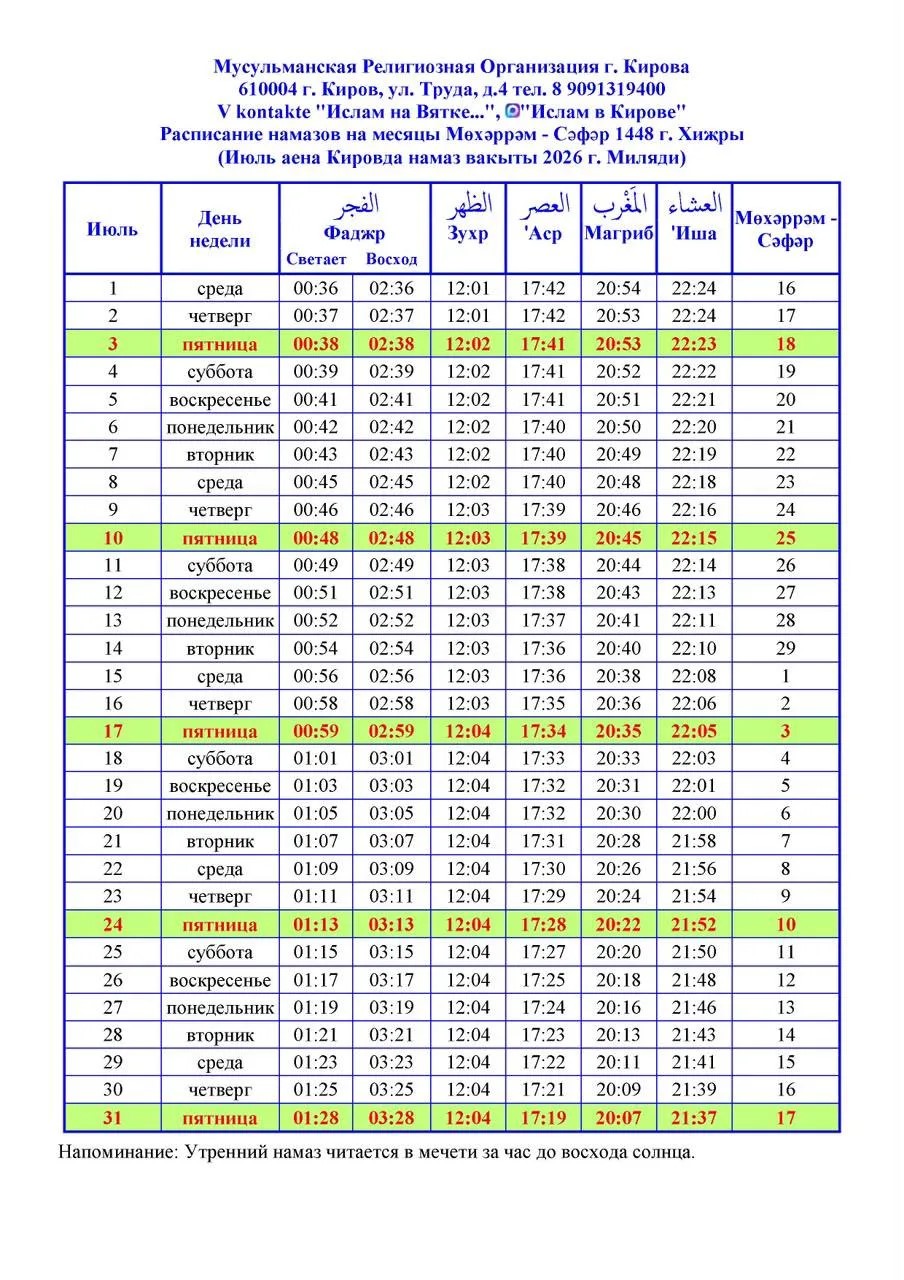 Мусульманская Религиозная Организация г. Кирова
610004 г. Киров, ул. Труда, д.4 тел. 8 9091319400
V kontakte "Ислам на Вятке...", "Ислам в Кирове"
Расписание намазов на месяцы Мөхәррәм - Сәфәр 1448 г. Хиҗры
(Июль аена Кировда намаз вакыты 2026 г. Миляди)
Июль День недели الفجر Фаджр Светает Восход الظهر Зухр العصر 'Аср المَغْرب Магриб العشاء 'Иша Мөхәррәм - Сәфәр
1 среда 00:36 02:36 12:01 17:42 20:54 22:24 16
2 четверг 00:37 02:37 12:01 17:42 20:53 22:24 17
3 пятница 00:38 02:38 12:02 17:41 20:53 22:23 18
4 суббота 00:39 02:39 12:02 17:41 20:52 22:22 19
5 воскресенье 00:41 02:41 12:02 17:41 20:51 22:21 20
6 понедельник 00:42 02:42 12:02 17:40 20:50 22:20 21
7 вторник 00:43 02:43 12:02 17:40 20:49 22:19 22
8 среда 00:45 02:45 12:02 17:40 20:48 22:18 23
9 четверг 00:46 02:46 12:03 17:39 20:46 22:16 24
10 пятница 00:48 02:48 12:03 17:39 20:45 22:15 25
11 суббота 00:49 02:49 12:03 17:38 20:44 22:14 26
12 воскресенье 00:51 02:51 12:03 17:38 20:43 22:13 27
13 понедельник 00:52 02:52 12:03 17:37 20:41 22:11 28
14 вторник 00:54 02:54 12:03 17:36 20:40 22:10 29
15 среда 00:56 02:56 12:03 17:36 20:38 22:08 1
16 четверг 00:58 02:58 12:03 17:35 20:36 22:06 2
17 пятница 00:59 02:59 12:04 17:34 20:35 22:05 3
18 суббота 01:01 03:01 12:04 17:33 20:33 22:03 4
19 воскресенье 01:03 03:03 12:04 17:32 20:31 22:01 5
20 понедельник 01:05 03:05 12:04 17:32 20:30 22:00 6
21 вторник 01:07 03:07 12:04 17:31 20:28 21:58 7
22 среда 01:09 03:09 12:04 17:30 20:26 21:56 8
23 четверг 01:11 03:11 12:04 17:29 20:24 21:54 9
24 пятница 01:13 03:13 12:04 17:28 20:22 21:52 10
25 суббота 01:15 03:15 12:04 17:27 20:20 21:50 11
26 воскресенье 01:17 03:17 12:04 17:25 20:18 21:48 12
27 понедельник 01:19 03:19 12:04 17:24 20:16 21:46 13
28 вторник 01:21 03:21 12:04 17:23 20:13 21:43 14
29 среда 01:23 03:23 12:04 17:22 20:11 21:41 15
30 четверг 01:25 03:25 12:04 17:21 20:09 21:39 16
31 пятница 01:28 03:28 12:04 17:19 20:07 21:37 17
Напоминание: Утренний намаз читается в мечети за час до восхода солнца.